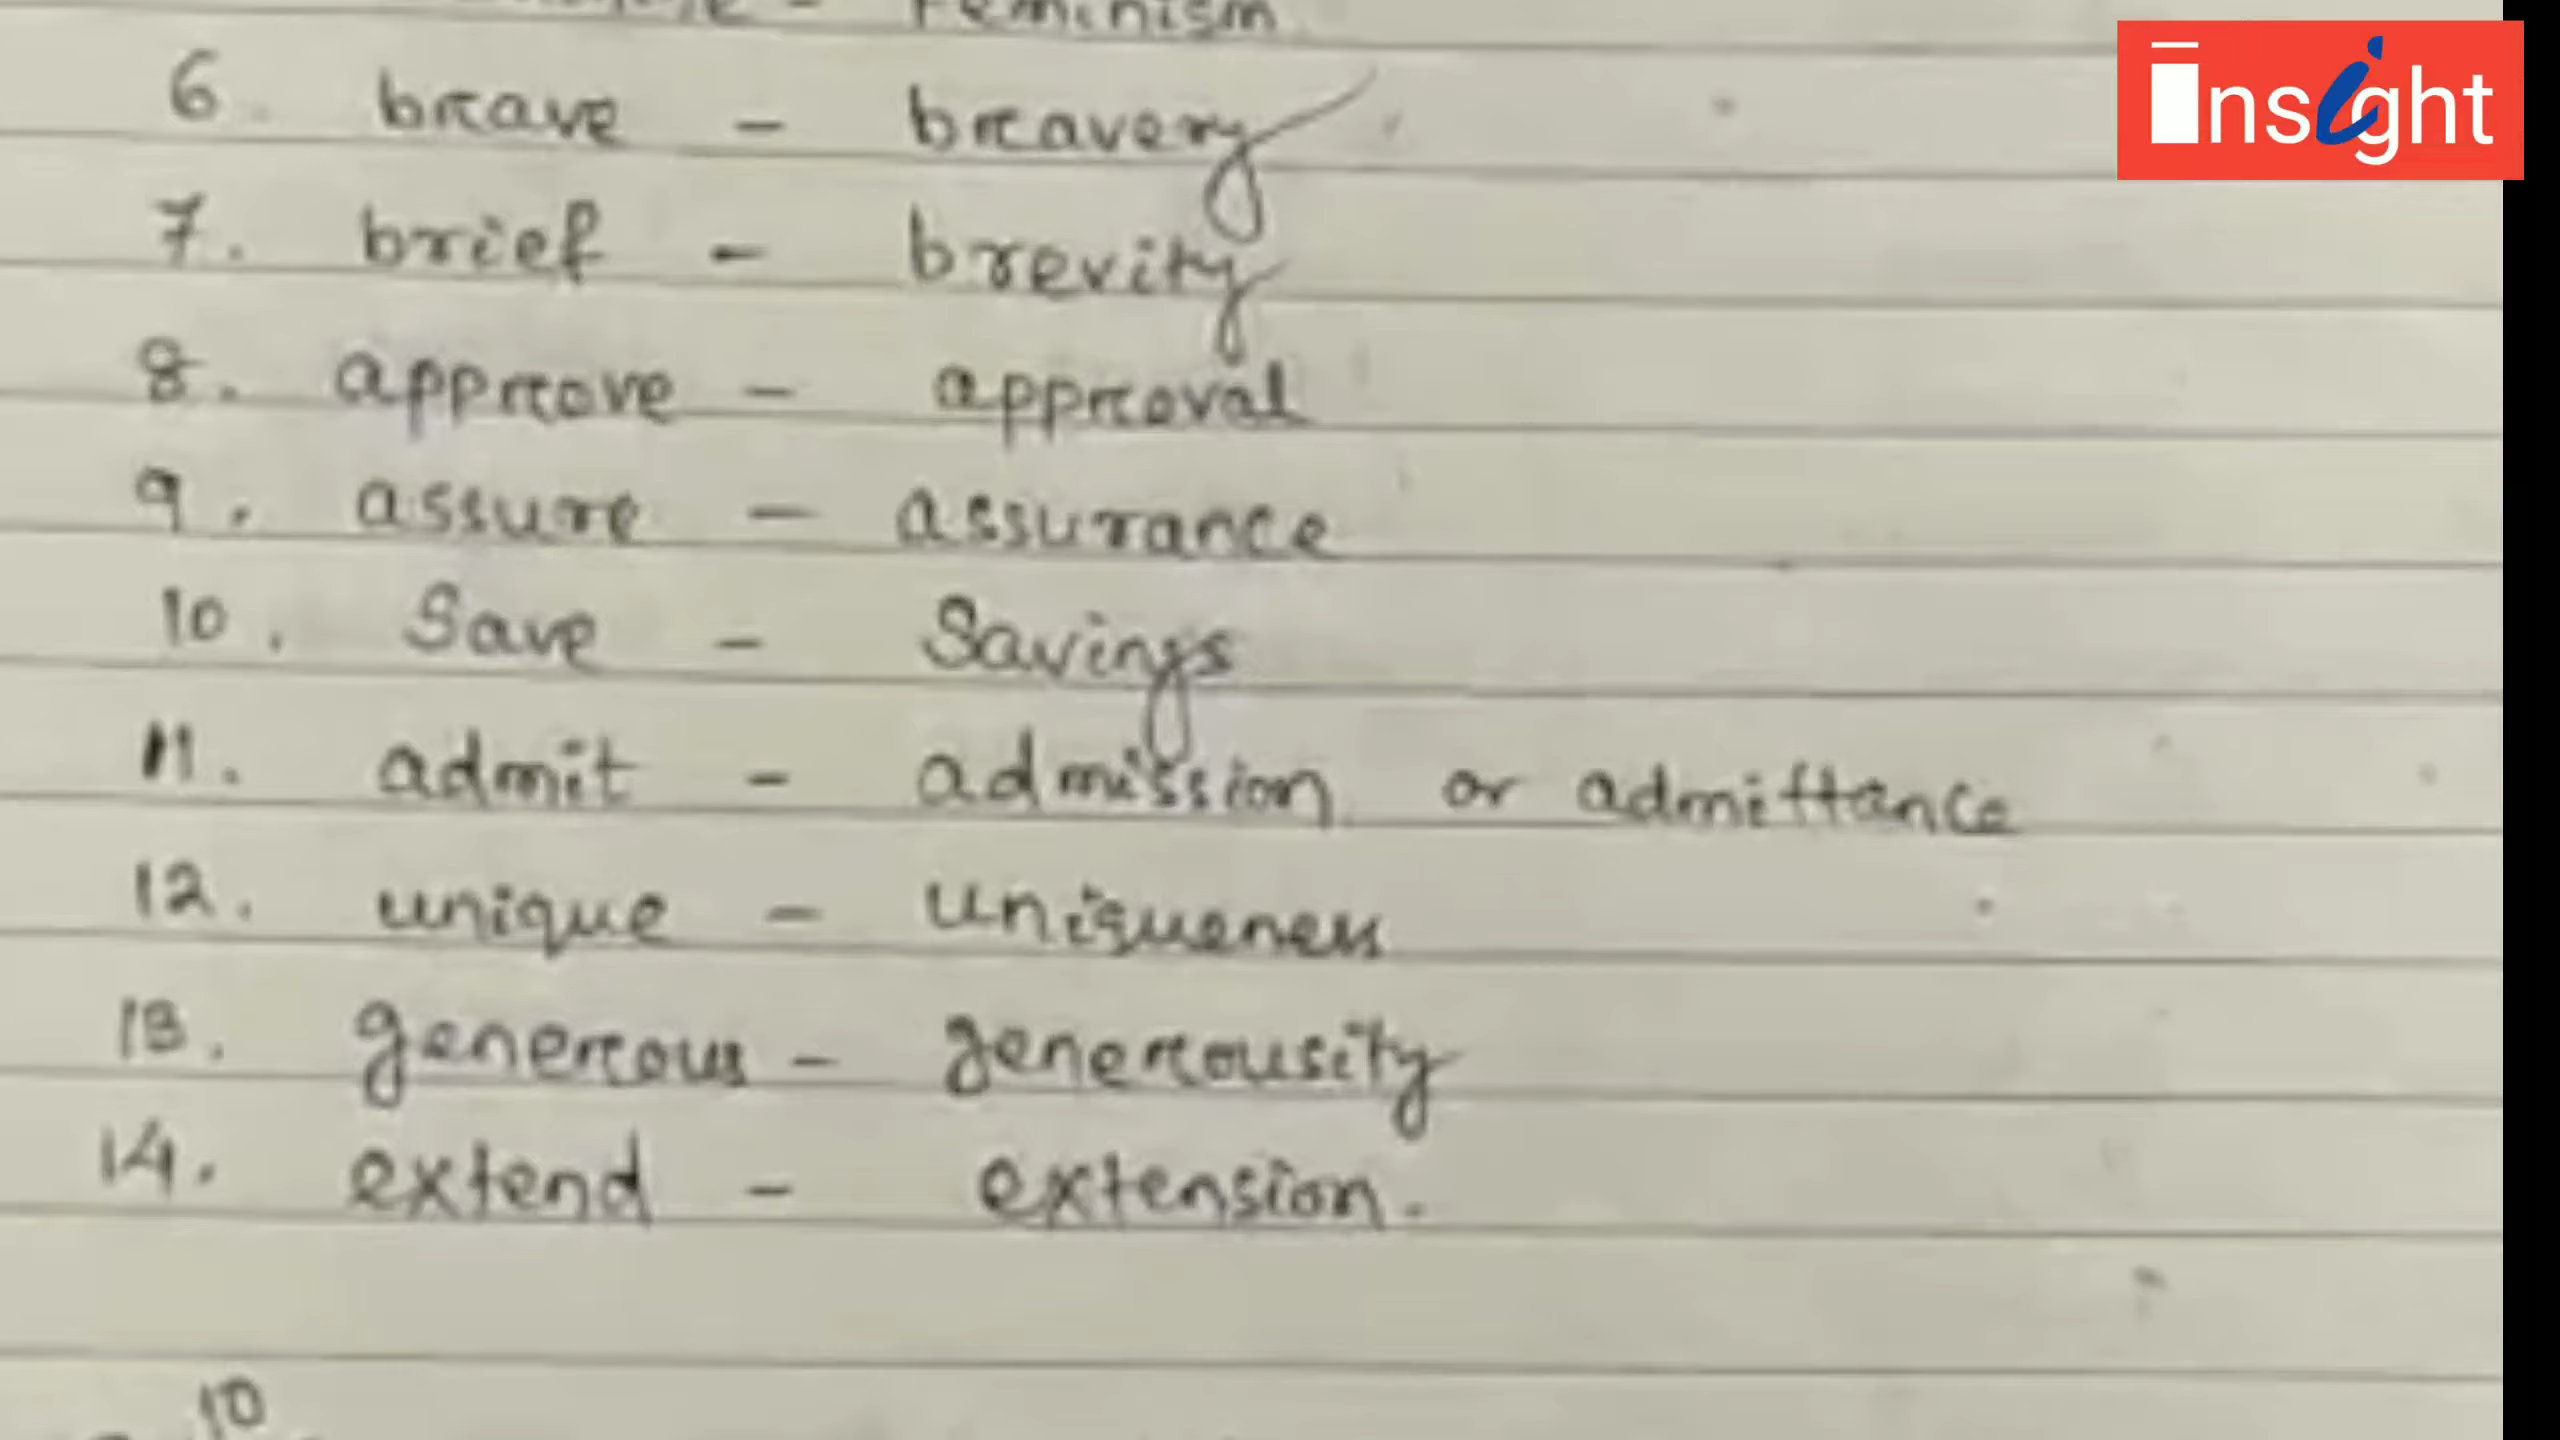 - Feminism
Insight
6. brave - bravery
7. brief - brevity
8. approve - approval
9. assure - assurance
10. Save - Savings
11. admit - admission or admittance
12. unique - uniqueness
13. generous - generousity
14. extend - extension.
10